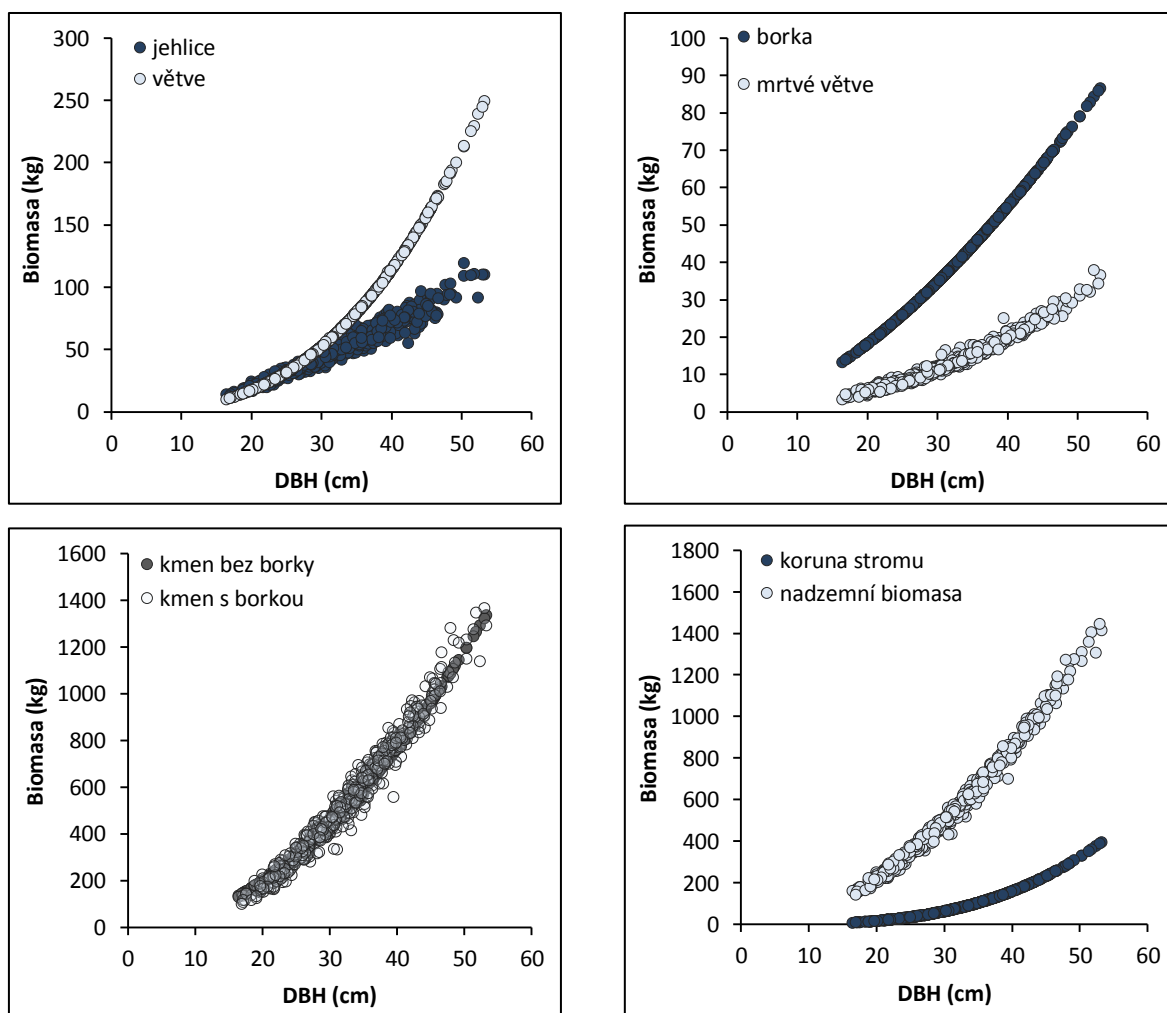 jehlice
větve
300
250
200
150
100
50
0
Biomasa (kg)
0 10 20 30 40 50 60
DBH (cm)
borka
mrtvé větve
100
90
80
70
60
50
40
30
20
10
0
Biomasa (kg)
0 10 20 30 40 50 60
DBH (cm)
kmen bez borky
kmen s borkou
1600
1400
1200
1000
800
600
400
200
0
Biomasa (kg)
0 10 20 30 40 50 60
DBH (cm)
koruna stromu
nadzemní biomasa
1800
1600
1400
1200
1000
800
600
400
200
0
Biomasa (kg)
0 10 20 30 40 50 60
DBH (cm)